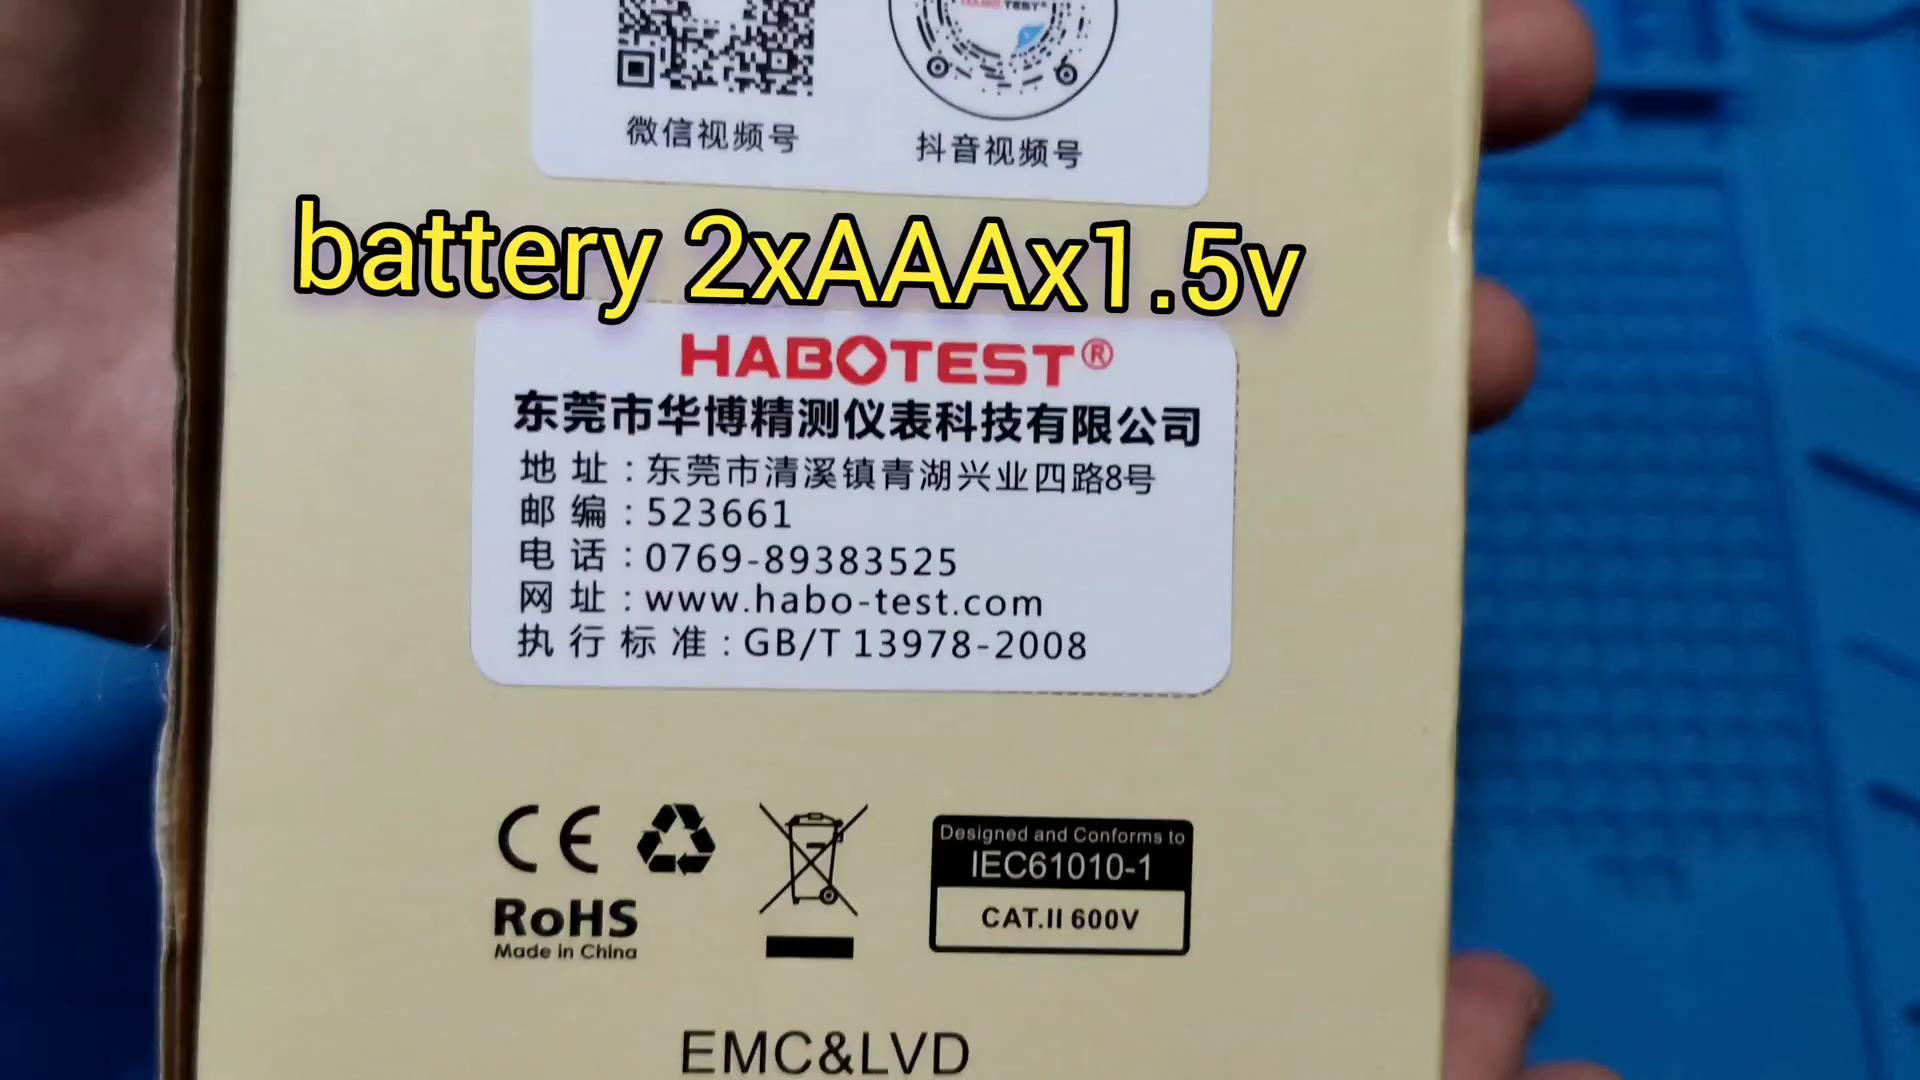 HABO TEST®
微信视频号
抖音视频号
battery 2xAAAx1.5v
HABOTEST®
东莞市华博精测仪表科技有限公司
地址:东莞市清溪镇青湖兴业四路8号
邮编:523661
电话:0769-89383525
网址:www.habo-test.com
执行标准:GB/T 13978-2008
CE
RoHS
Made in China
Designed and Conforms to
IEC61010-1
CAT.II 600V
EMC&LVD